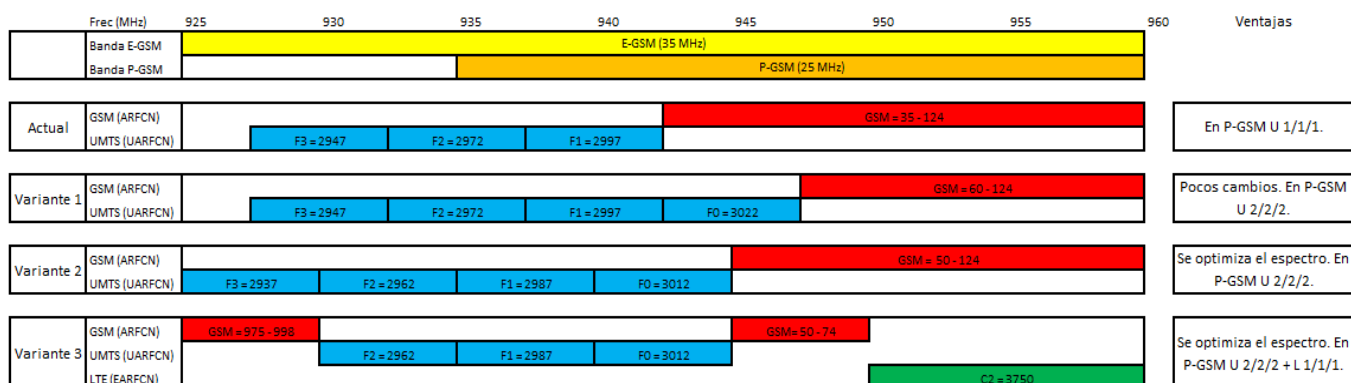 Frec (MHz) 925 930 935 940 945 950 955 960 Ventajas
Banda E-GSM E-GSM (35 MHz)
Banda P-GSM P-GSM (25 MHz)
Actual GSM (ARFCN) GSM = 35 - 124 En P-GSM U 1/1/1.
UMTS (UARFCN) F3 = 2947 F2 = 2972 F1 = 2997
Variante 1 GSM (ARFCN) GSM = 60 - 124 Pocos cambios. En P-GSM
UMTS (UARFCN) F3 = 2947 F2 = 2972 F1 = 2997 F0 = 3022 U 2/2/2.
Variante 2 GSM (ARFCN) GSM = 50 - 124 Se optimiza el espectro. En
UMTS (UARFCN) F3 = 2937 F2 = 2962 F1 = 2987 F0 = 3012 P-GSM U 2/2/2.
Variante 3 GSM (ARFCN) GSM = 975 - 998 GSM= 50 - 74 Se optimiza el espectro. En
UMTS (UARFCN) F2 = 2962 F1 = 2987 F0 = 3012 P-GSM U 2/2/2 + L 1/1/1.
LTE (EARFCN) C2 = 3750